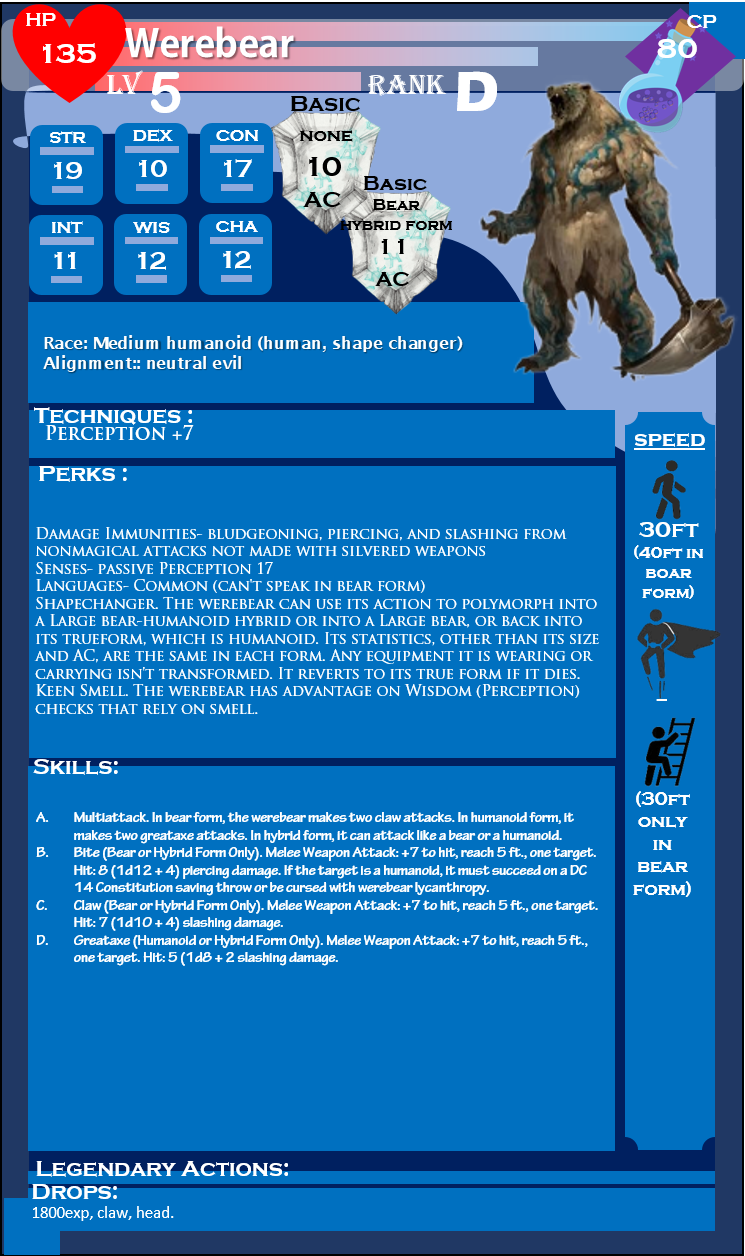 HP
135
Werebear
CP
80
LV 5
RANK D
BASIC
NONE
10
AC
BASIC
BEAR
HYBRID FORM
11
AC
STR
19
DEX
10
CON
17
INT
11
WIS
12
CHA
12
Race: Medium humanoid (human, shape changer)
Alignment:: neutral evil
TECHNIQUES :
PERCEPTION +7
PERKS :
DAMAGE IMMUNITIES- BLUDGEONING, PIERCING, AND SLASHING FROM
NONMAGICAL ATTACKS NOT MADE WITH SILVERED WEAPONS
SENSES- PASSIVE PERCEPTION 17
LANGUAGES- COMMON (CAN'T SPEAK IN BEAR FORM)
SHAPECHANGER. THE WEREBEAR CAN USE ITS ACTION TO POLYMORPH INTO
A LARGE BEAR-HUMANOID HYBRID OR INTO A LARGE BEAR, OR BACK INTO
ITS TRUEFORM, WHICH IS HUMANOID. ITS STATISTICS, OTHER THAN ITS SIZE
AND AC, ARE THE SAME IN EACH FORM. ANY EQUIPMENT IT IS WEARING OR
CARRYING ISN'T TRANSFORMED. IT REVERTS TO ITS TRUE FORM IF IT DIES.
KEEN SMELL. THE WEREBEAR HAS ADVANTAGE ON WISDOM (PERCEPTION)
CHECKS THAT RELY ON SMELL.
SKILLS:
A. Multiattack. In bear form, the werebear makes two claw attacks. In humanoid form, it
makes two greataxe attacks. In hybrid form, it can attack like a bear or a humanoid.
B. Bite (Bear or Hybrid Form Only). Melee Weapon Attack: +7 to hit, reach 5 ft., one target.
Hit: 8 (1d12 + 4) piercing damage. If the target is a humanoid, it must succeed on a DC
14 Constitution saving throw or be cursed with werebear lycanthropy.
C. Claw (Bear or Hybrid Form Only). Melee Weapon Attack: +7 to hit, reach 5 ft., one target.
Hit: 7 (1d10 + 4) slashing damage.
D. Greataxe (Humanoid or Hybrid Form Only). Melee Weapon Attack: +7 to hit, reach 5 ft.,
one target. Hit: 5 (1d8 + 2 slashing damage.
SPEED
30FT
(40FT IN
BOAR
FORM)
–
(30FT
ONLY
IN
BEAR
FORM)
LEGENDARY ACTIONS:
DROPS:
1800exp, claw, head.